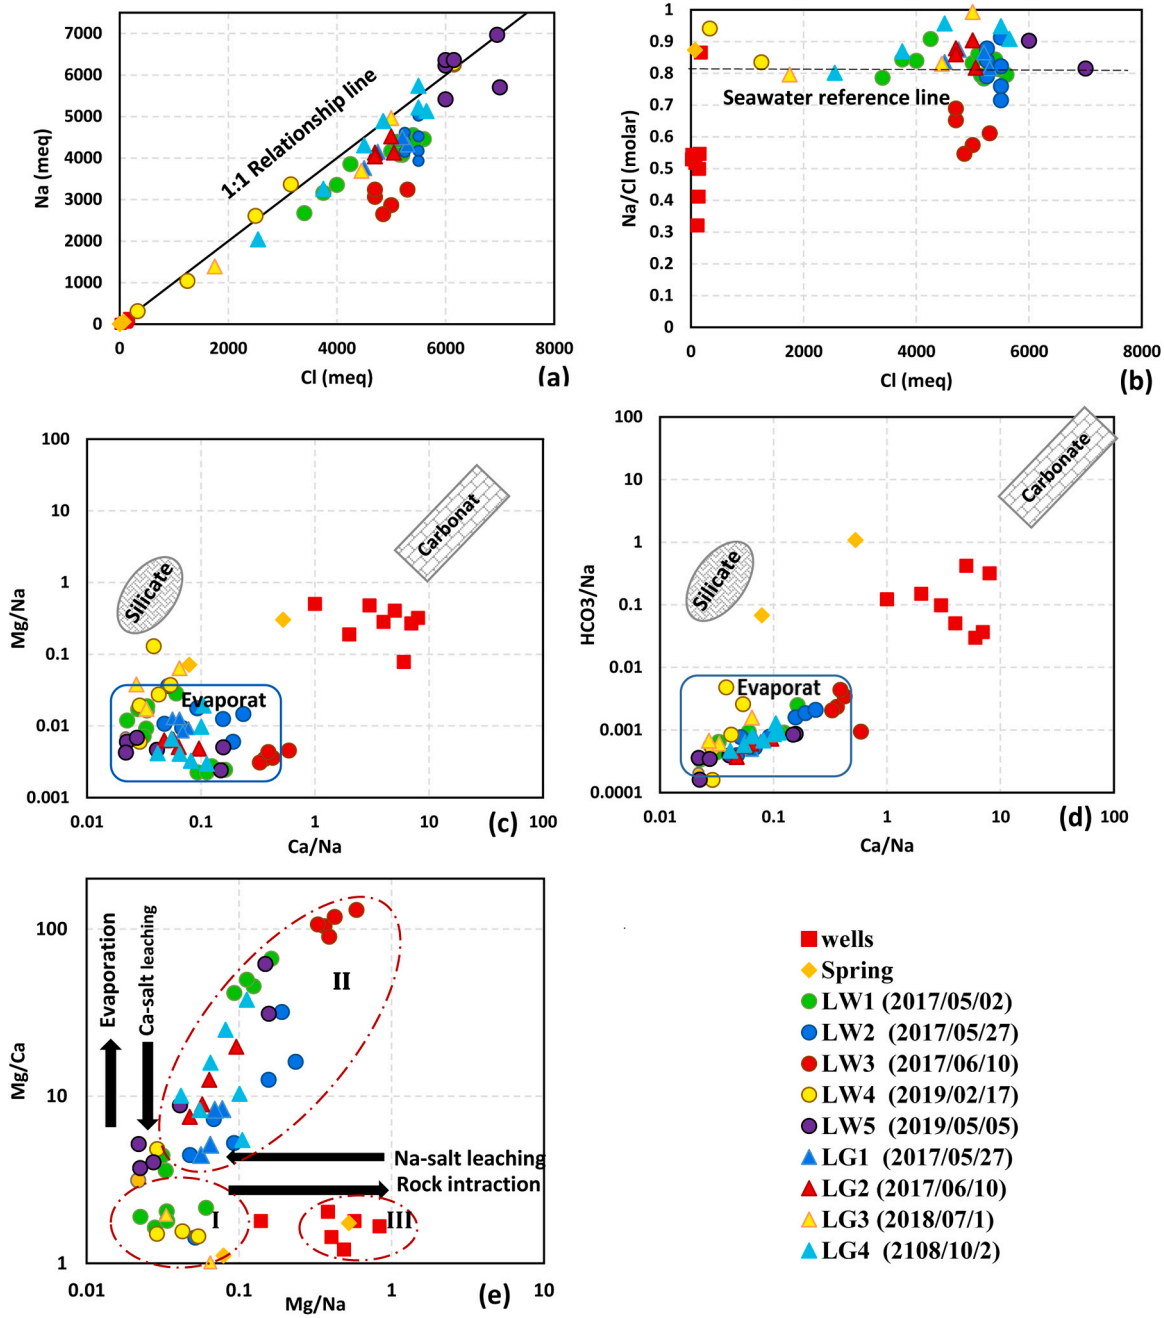 7000
6000
5000
4000
3000
2000
1000
0
Na (meq)
1:1 Relationship line
0 2000 4000 6000 8000
Cl (meq)
(a)
1
0.9
0.8
0.7
0.6
0.5
0.4
0.3
0.2
0.1
0
Na/Cl (molar)
Seawater reference line
0 2000 4000 6000 8000
Cl (meq)
(b)
100
10
1
0.1
0.01
0.001
Mg/Na
Silicate
Carbonat
Evaporat
0.01 0.1 1 10 100
Ca/Na
(c)
100
10
1
0.1
0.01
0.001
0.0001
HCO3/Na
Silicate
Carbonate
Evaporat
0.01 0.1 1 10 100
Ca/Na
(d)
100
10
1
Mg/Ca
Evaporation
Ca-salt leaching
II
Na-salt leaching
Rock intraction
I
III
0.01 0.1 1 10
Mg/Na
(e)
wells
Spring
LW1 (2017/05/02)
LW2 (2017/05/27)
LW3 (2017/06/10)
LW4 (2019/02/17)
LW5 (2019/05/05)
LG1 (2017/05/27)
LG2 (2017/06/10)
LG3 (2018/07/1)
LG4 (2108/10/2)